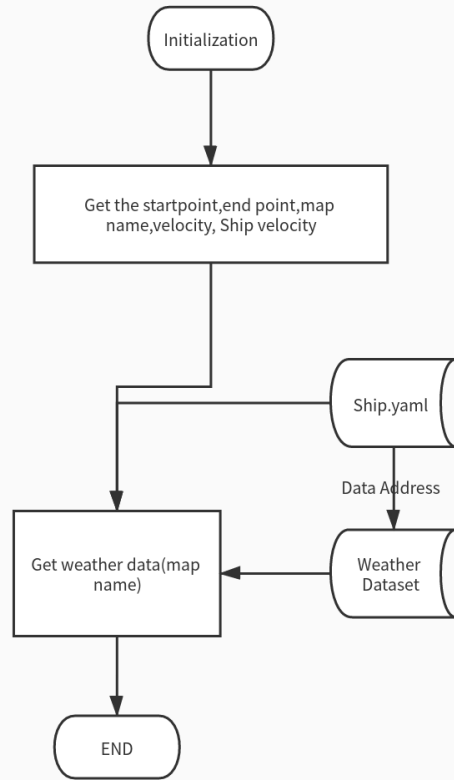 Initialization
Get the startpoint,end point,map
name,velocity, Ship velocity
Ship.yaml
Data Address
Get weather data(map
name)
Weather
Dataset
END